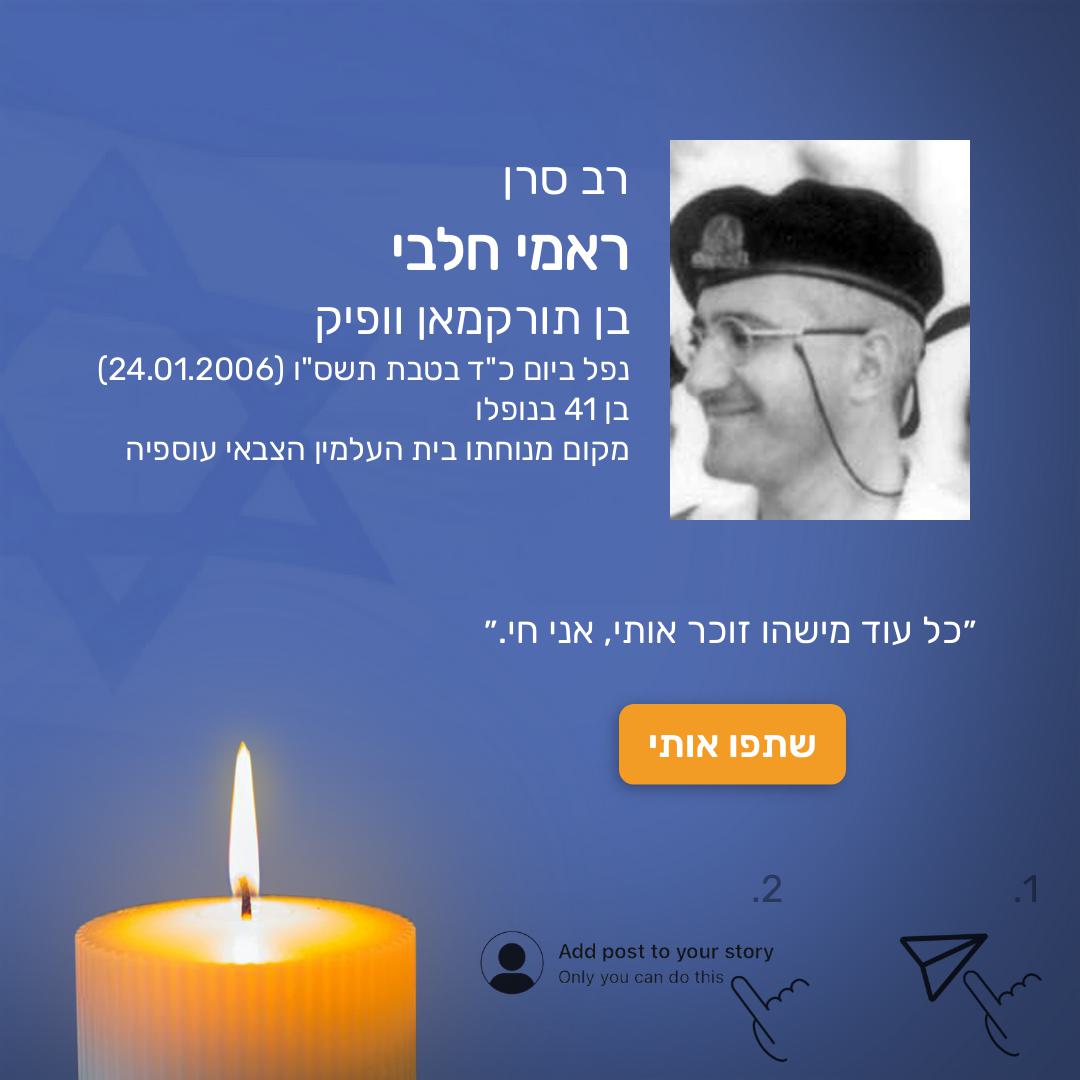 רב סרן
ראמי חלבי
בן תורקמאן וופיק
נפל ביום כ"ד בטבת תשס"ו (24.01.2006)
בן 41 בנופלו
מקום מנוחתו בית העלמין הצבאי עוספיה
״כל עוד מישהו זוכר אותי, אני חי.״
שתפו אותי
.1
.2
Add post to your story
Only you can do this